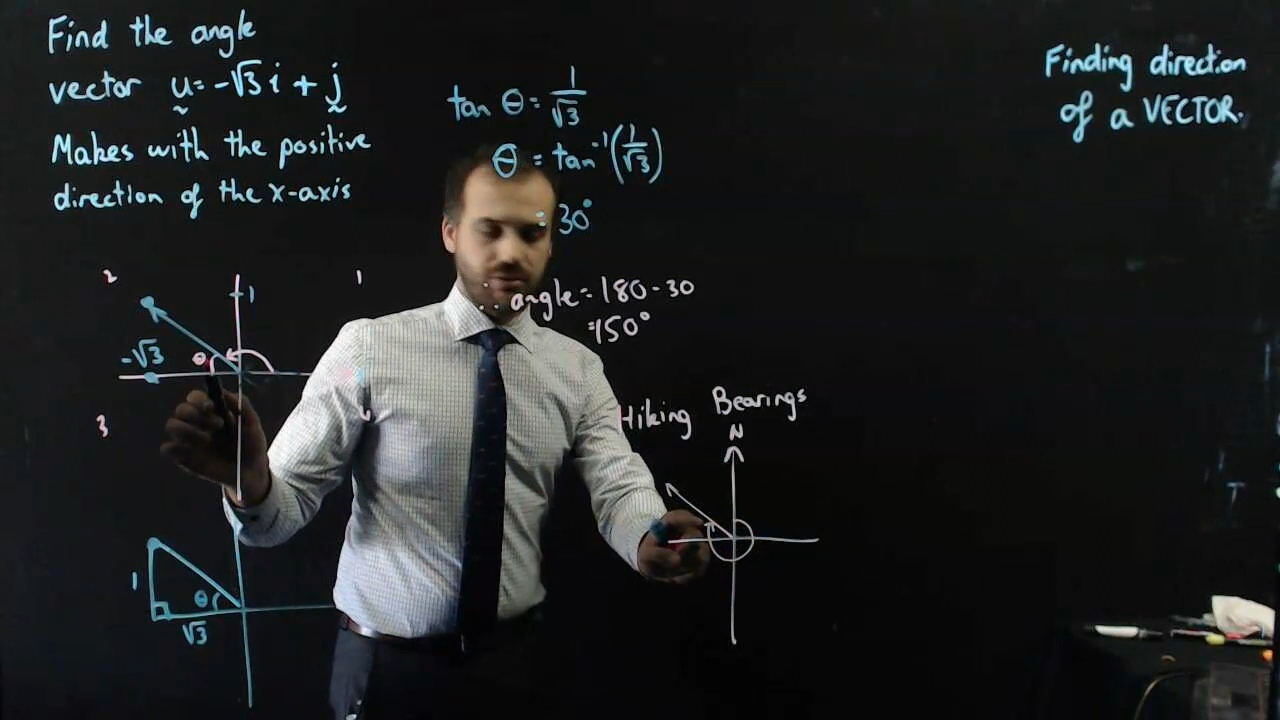 Find the angle
vector u = -√3 i + j
Makes with the positive
direction of the x-axis
tan θ = 1/√3
θ = tan⁻¹(1/√3)
= 30°
∴ angle = 180 - 30
= 150°
Finding direction
of a VECTOR.
2
1
1
-√3
θ
3
4
1
θ
√3
Hiking Bearings
N